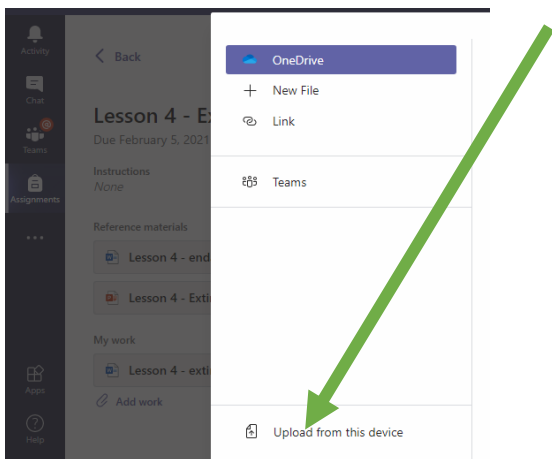 Activity
Chat
Teams
Assignments
Apps
Help
Back
Lesson 4 - Ex
Due February 5, 2021
Instructions
None
Reference materials
Lesson 4 - end
Lesson 4 - Exti
My work
Lesson 4 - exti
Add work
OneDrive
New File
Link
Teams
Upload from this device